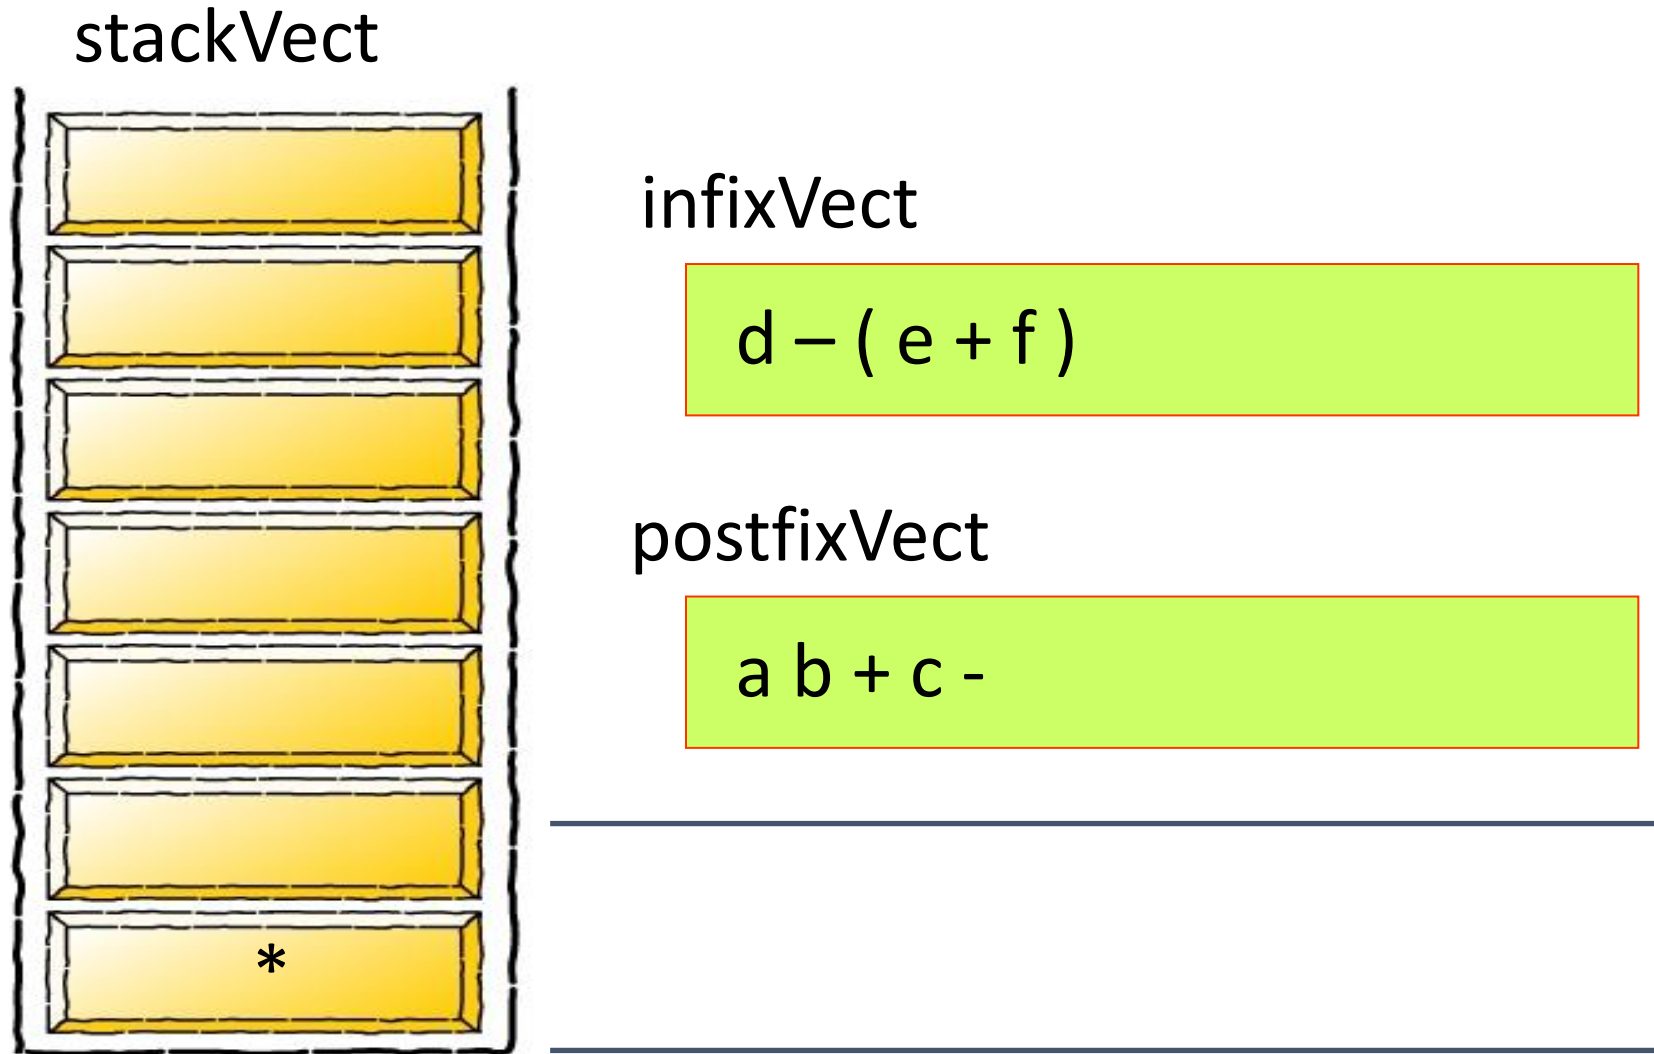 stackVect
infixVect
d – ( e + f )
postfixVect
a b + c -
*